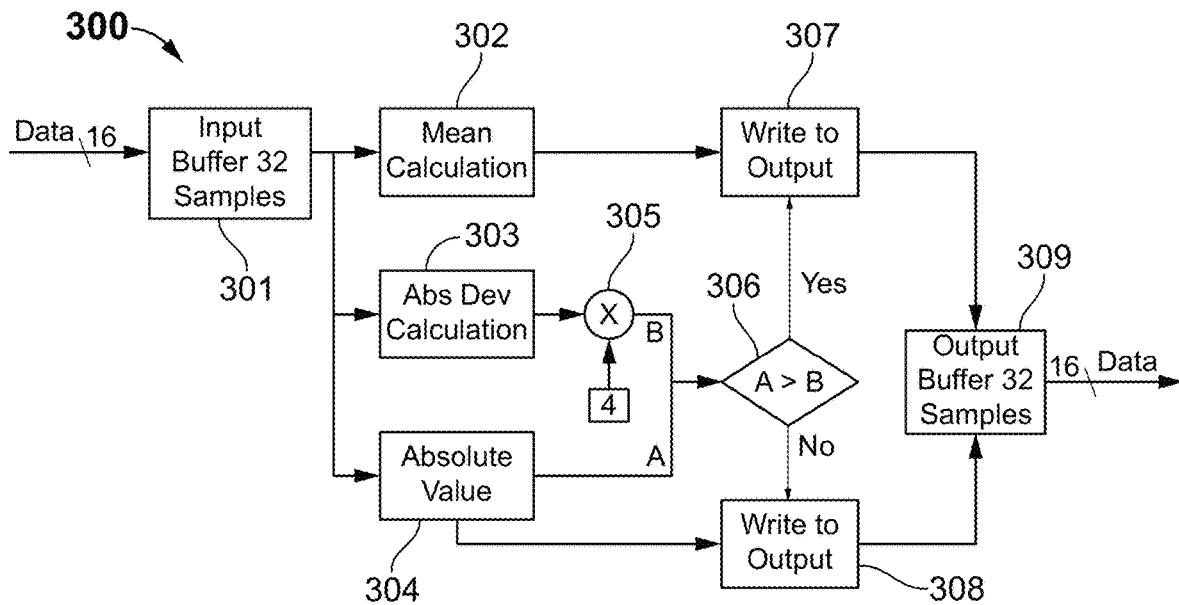 300
302
307
Data 16
Input
Buffer 32
Samples
301
Mean
Calculation
Write to
Output
303
Abs Dev
Calculation
305
X
B
4
306
A > B
Yes
No
309
Output
Buffer 32
Samples
16 Data
Absolute
Value
A
304
Write to
Output
308